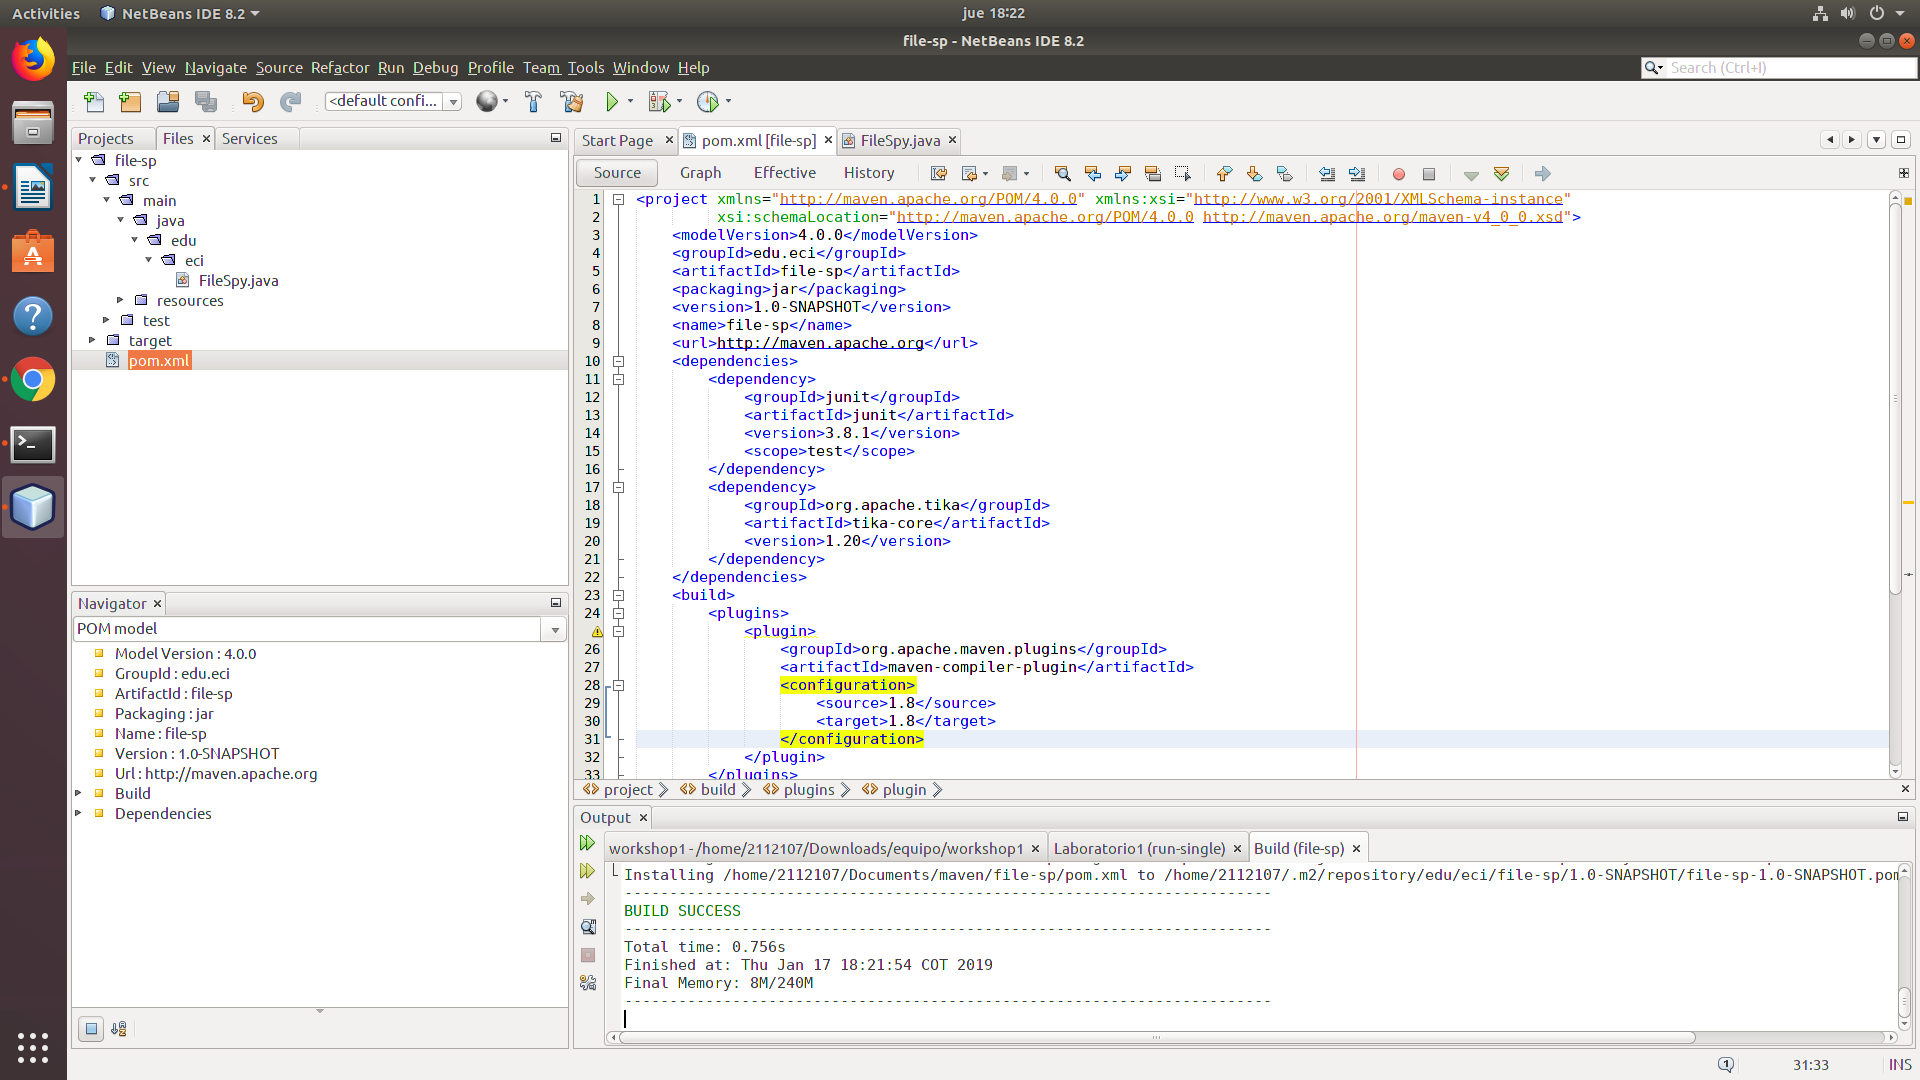 Activities
NetBeans IDE 8.2
jue 18:22
file-sp - NetBeans IDE 8.2
File Edit View Navigate Source Refactor Run Debug Profile Team Tools Window Help
Search (Ctrl+I)
<default confi...
Projects Files Services
file-sp
src
main
java
edu
eci
FileSpy.java
resources
test
target
pom.xml
Navigator
POM model
Model Version : 4.0.0
GroupId : edu.eci
ArtifactId : file-sp
Packaging : jar
Name : file-sp
Version : 1.0-SNAPSHOT
Url : http://maven.apache.org
Build
Dependencies
Start Page pom.xml [file-sp] FileSpy.java
Source Graph Effective History
1 <project xmlns="http://maven.apache.org/POM/4.0.0" xmlns:xsi="http://www.w3.org/2001/XMLSchema-instance"
2 xsi:schemaLocation="http://maven.apache.org/POM/4.0.0 http://maven.apache.org/maven-v4_0_0.xsd">
3 <modelVersion>4.0.0</modelVersion>
4 <groupId>edu.eci</groupId>
5 <artifactId>file-sp</artifactId>
6 <packaging>jar</packaging>
7 <version>1.0-SNAPSHOT</version>
8 <name>file-sp</name>
9 <url>http://maven.apache.org</url>
10 <dependencies>
11 <dependency>
12 <groupId>junit</groupId>
13 <artifactId>junit</artifactId>
14 <version>3.8.1</version>
15 <scope>test</scope>
16 </dependency>
17 <dependency>
18 <groupId>org.apache.tika</groupId>
19 <artifactId>tika-core</artifactId>
20 <version>1.20</version>
21 </dependency>
22 </dependencies>
23 <build>
24 <plugins>
<plugin>
26 <groupId>org.apache.maven.plugins</groupId>
27 <artifactId>maven-compiler-plugin</artifactId>
28 <configuration>
29 <source>1.8</source>
30 <target>1.8</target>
31 </configuration>
32 </plugin>
33 </plugins>
project build plugins plugin
Output
workshop1 - /home/2112107/Downloads/equipo/workshop1 Laboratorio1 (run-single) Build (file-sp)
Installing /home/2112107/Documents/maven/file-sp/pom.xml to /home/2112107/.m2/repository/edu/eci/file-sp/1.0-SNAPSHOT/file-sp-1.0-SNAPSHOT.pom
------------------------------------------------------------------------
BUILD SUCCESS
------------------------------------------------------------------------
Total time: 0.756s
Finished at: Thu Jan 17 18:21:54 COT 2019
Final Memory: 8M/240M
------------------------------------------------------------------------
1
31:33
INS